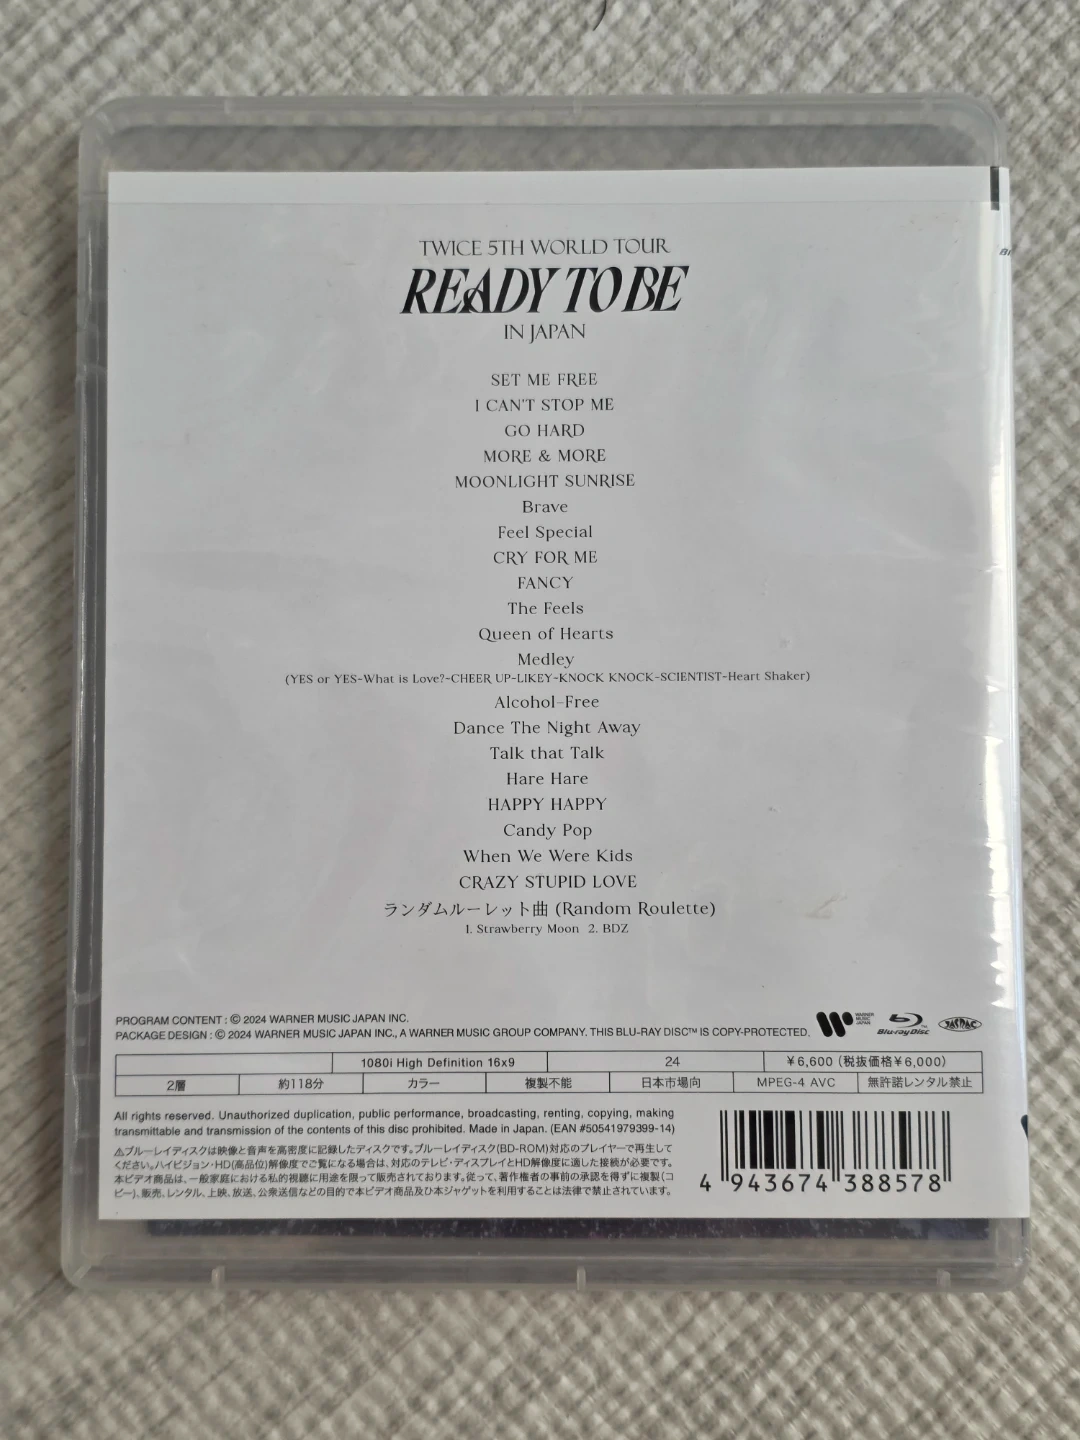 TWICE 5TH WORLD TOUR
READY TO BE
IN JAPAN
SET ME FREE
I CAN'T STOP ME
GO HARD
MORE & MORE
MOONLIGHT SUNRISE
Brave
Feel Special
CRY FOR ME
FANCY
The Feels
Queen of Hearts
Medley
(YES or YES-What is Love?-CHEER UP-LIKEY-KNOCK KNOCK-SCIENTIST-Heart Shaker)
Alcohol-Free
Dance The Night Away
Talk that Talk
Hare Hare
HAPPY HAPPY
Candy Pop
When We Were Kids
CRAZY STUPID LOVE
ランダムルーレット曲 (Random Roulette)
1. Strawberry Moon 2. BDZ
PROGRAM CONTENT : © 2024 WARNER MUSIC JAPAN INC.
PACKAGE DESIGN : © 2024 WARNER MUSIC JAPAN INC., A WARNER MUSIC GROUP COMPANY. THIS BLU-RAY DISC™ IS COPY-PROTECTED.
WARNER MUSIC JAPAN
Blu-ray Disc
JASRAC
1080i High Definition 16x9 24 ¥6,600 (税抜価格¥6,000)
2層 約118分 カラー 複製不能 日本市場向 MPEG-4 AVC 無許諾レンタル禁止
All rights reserved. Unauthorized duplication, public performance, broadcasting, renting, copying, making
transmittable and transmission of the contents of this disc prohibited. Made in Japan. (EAN #50541979399-14)
⚠ブルーレイディスクは映像と音声を高密度に記録したディスクです。ブルーレイディスク(BD-ROM)対応のプレイヤーで再生して
ください。ハイビジョン・HD(高品位)解像度でご覧になる場合は、対応のテレビ・ディスプレイとHD解像度に適した接続が必要です。
本ビデオ商品は、一般家庭における私的視聴に用途を限って販売されております。従って、著作権者の事前の承認を得ずに複製(コ
ピー)、販売、レンタル、上映、放送、公衆送信などの目的で本ビデオ商品及び本ジャケットを利用することは法律で禁止されています。
4 943674 388578